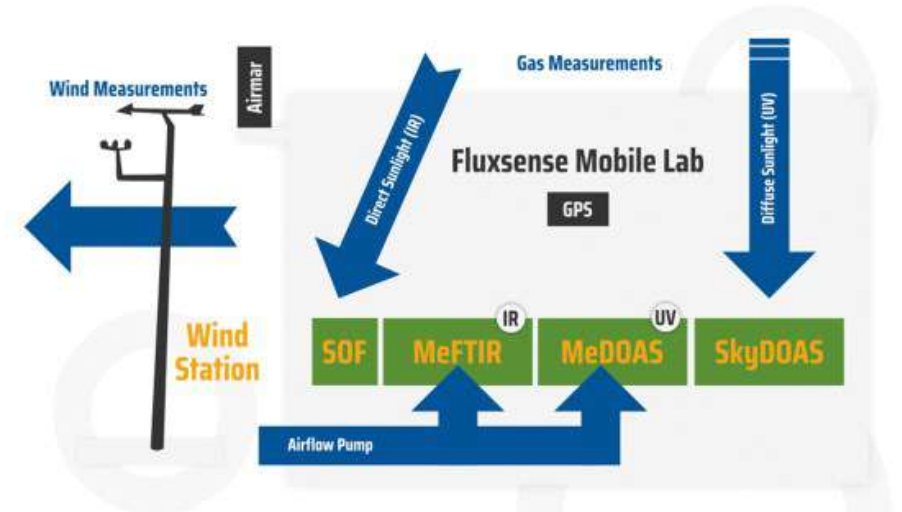 Wind Measurements
Airmar
Gas Measurements
Direct Sunlight (IR)
Fluxsense Mobile Lab
GPS
Diffuse Sunlight (UV)
Wind
Station
SOF
MeFTIR
IR
MeDOAS
UV
SkyDOAS
Airflow Pump